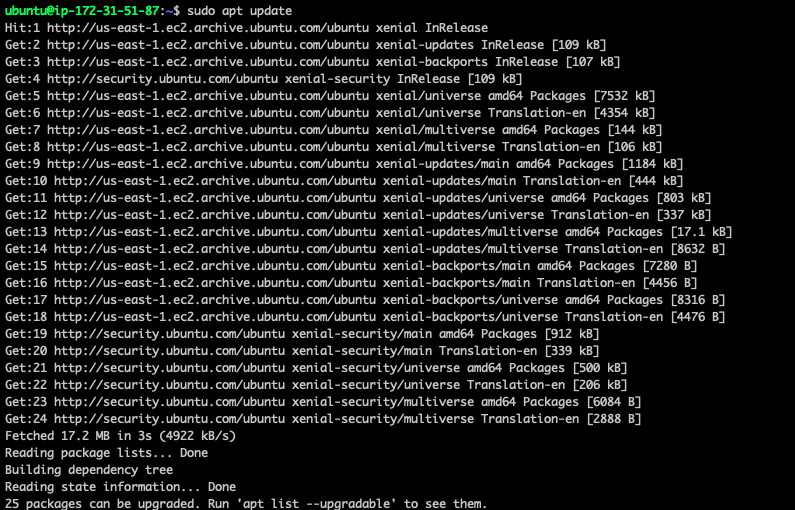 ubuntu@ip-172-31-51-87:~$ sudo apt update
Hit:1 http://us-east-1.ec2.archive.ubuntu.com/ubuntu xenial InRelease
Get:2 http://us-east-1.ec2.archive.ubuntu.com/ubuntu xenial-updates InRelease [109 kB]
Get:3 http://us-east-1.ec2.archive.ubuntu.com/ubuntu xenial-backports InRelease [107 kB]
Get:4 http://security.ubuntu.com/ubuntu xenial-security InRelease [109 kB]
Get:5 http://us-east-1.ec2.archive.ubuntu.com/ubuntu xenial/universe amd64 Packages [7532 kB]
Get:6 http://us-east-1.ec2.archive.ubuntu.com/ubuntu xenial/universe Translation-en [4354 kB]
Get:7 http://us-east-1.ec2.archive.ubuntu.com/ubuntu xenial/multiverse amd64 Packages [144 kB]
Get:8 http://us-east-1.ec2.archive.ubuntu.com/ubuntu xenial/multiverse Translation-en [106 kB]
Get:9 http://us-east-1.ec2.archive.ubuntu.com/ubuntu xenial-updates/main amd64 Packages [1184 kB]
Get:10 http://us-east-1.ec2.archive.ubuntu.com/ubuntu xenial-updates/main Translation-en [444 kB]
Get:11 http://us-east-1.ec2.archive.ubuntu.com/ubuntu xenial-updates/universe amd64 Packages [803 kB]
Get:12 http://us-east-1.ec2.archive.ubuntu.com/ubuntu xenial-updates/universe Translation-en [337 kB]
Get:13 http://us-east-1.ec2.archive.ubuntu.com/ubuntu xenial-updates/multiverse amd64 Packages [17.1 kB]
Get:14 http://us-east-1.ec2.archive.ubuntu.com/ubuntu xenial-updates/multiverse Translation-en [8632 B]
Get:15 http://us-east-1.ec2.archive.ubuntu.com/ubuntu xenial-backports/main amd64 Packages [7280 B]
Get:16 http://us-east-1.ec2.archive.ubuntu.com/ubuntu xenial-backports/main Translation-en [4456 B]
Get:17 http://us-east-1.ec2.archive.ubuntu.com/ubuntu xenial-backports/universe amd64 Packages [8316 B]
Get:18 http://us-east-1.ec2.archive.ubuntu.com/ubuntu xenial-backports/universe Translation-en [4476 B]
Get:19 http://security.ubuntu.com/ubuntu xenial-security/main amd64 Packages [912 kB]
Get:20 http://security.ubuntu.com/ubuntu xenial-security/main Translation-en [339 kB]
Get:21 http://security.ubuntu.com/ubuntu xenial-security/universe amd64 Packages [500 kB]
Get:22 http://security.ubuntu.com/ubuntu xenial-security/universe Translation-en [206 kB]
Get:23 http://security.ubuntu.com/ubuntu xenial-security/multiverse amd64 Packages [6084 B]
Get:24 http://security.ubuntu.com/ubuntu xenial-security/multiverse Translation-en [2888 B]
Fetched 17.2 MB in 3s (4922 kB/s)
Reading package lists... Done
Building dependency tree
Reading state information... Done
25 packages can be upgraded. Run 'apt list --upgradable' to see them.